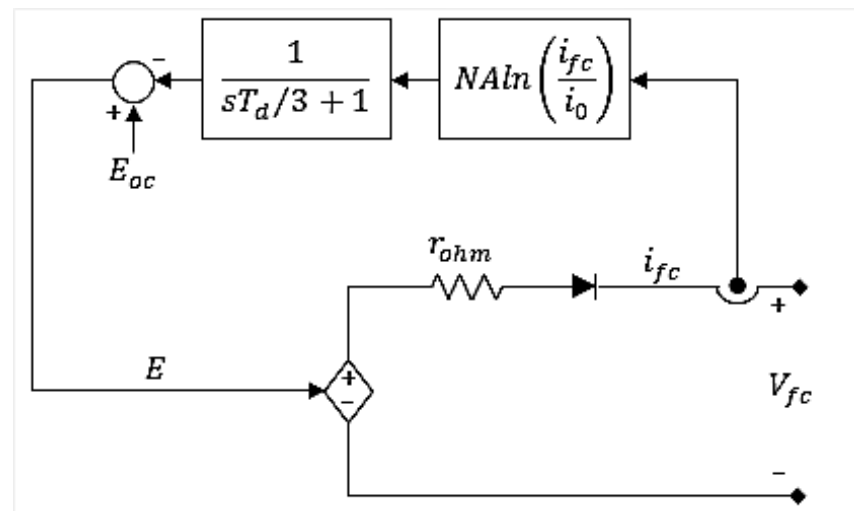 1
sT_d/3 + 1
NAln(i_fc/i_0)
−
+
E_oc
r_ohm
i_fc
+
E
+
−
V_fc
−